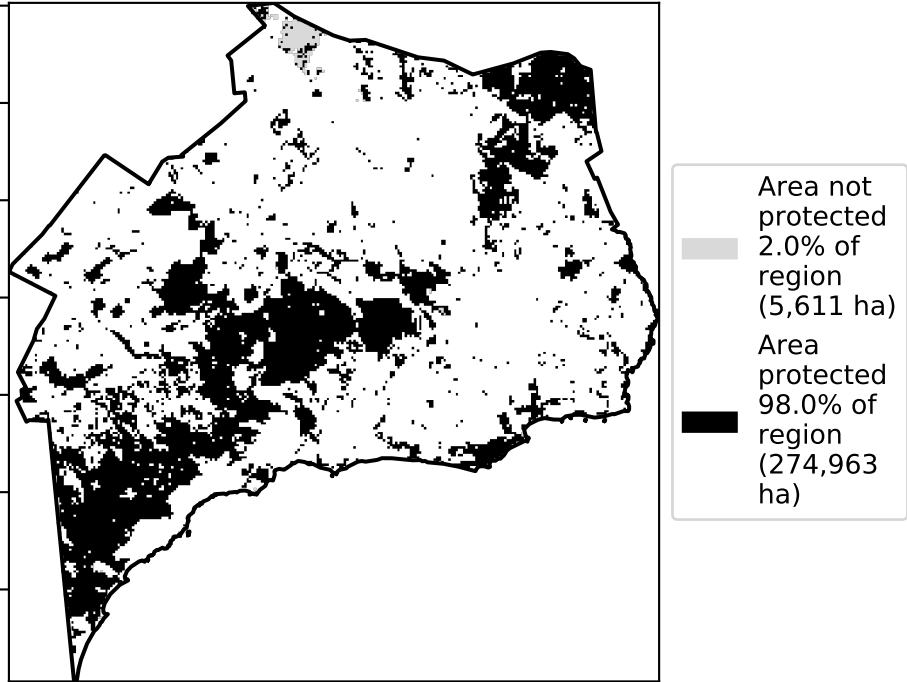 Area not
protected
2.0% of
region
(5,611 ha)
Area
protected
98.0% of
region
(274,963
ha)